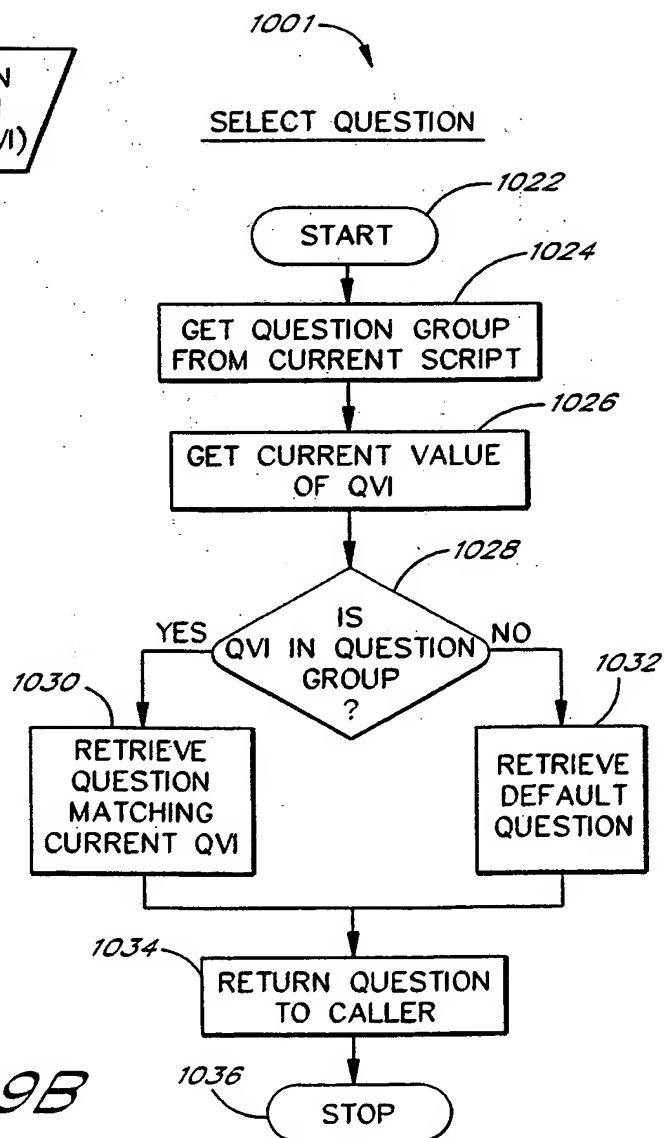 1001
N
VI)
SELECT QUESTION
1022
START
1024
GET QUESTION GROUP
FROM CURRENT SCRIPT
1026
GET CURRENT VALUE
OF QVI
1028
IS
YES QVI IN QUESTION NO
GROUP
?
1030
1032
RETRIEVE
QUESTION
MATCHING
CURRENT QVI
RETRIEVE
DEFAULT
QUESTION
1034
RETURN QUESTION
TO CALLER
9B
1036
STOP